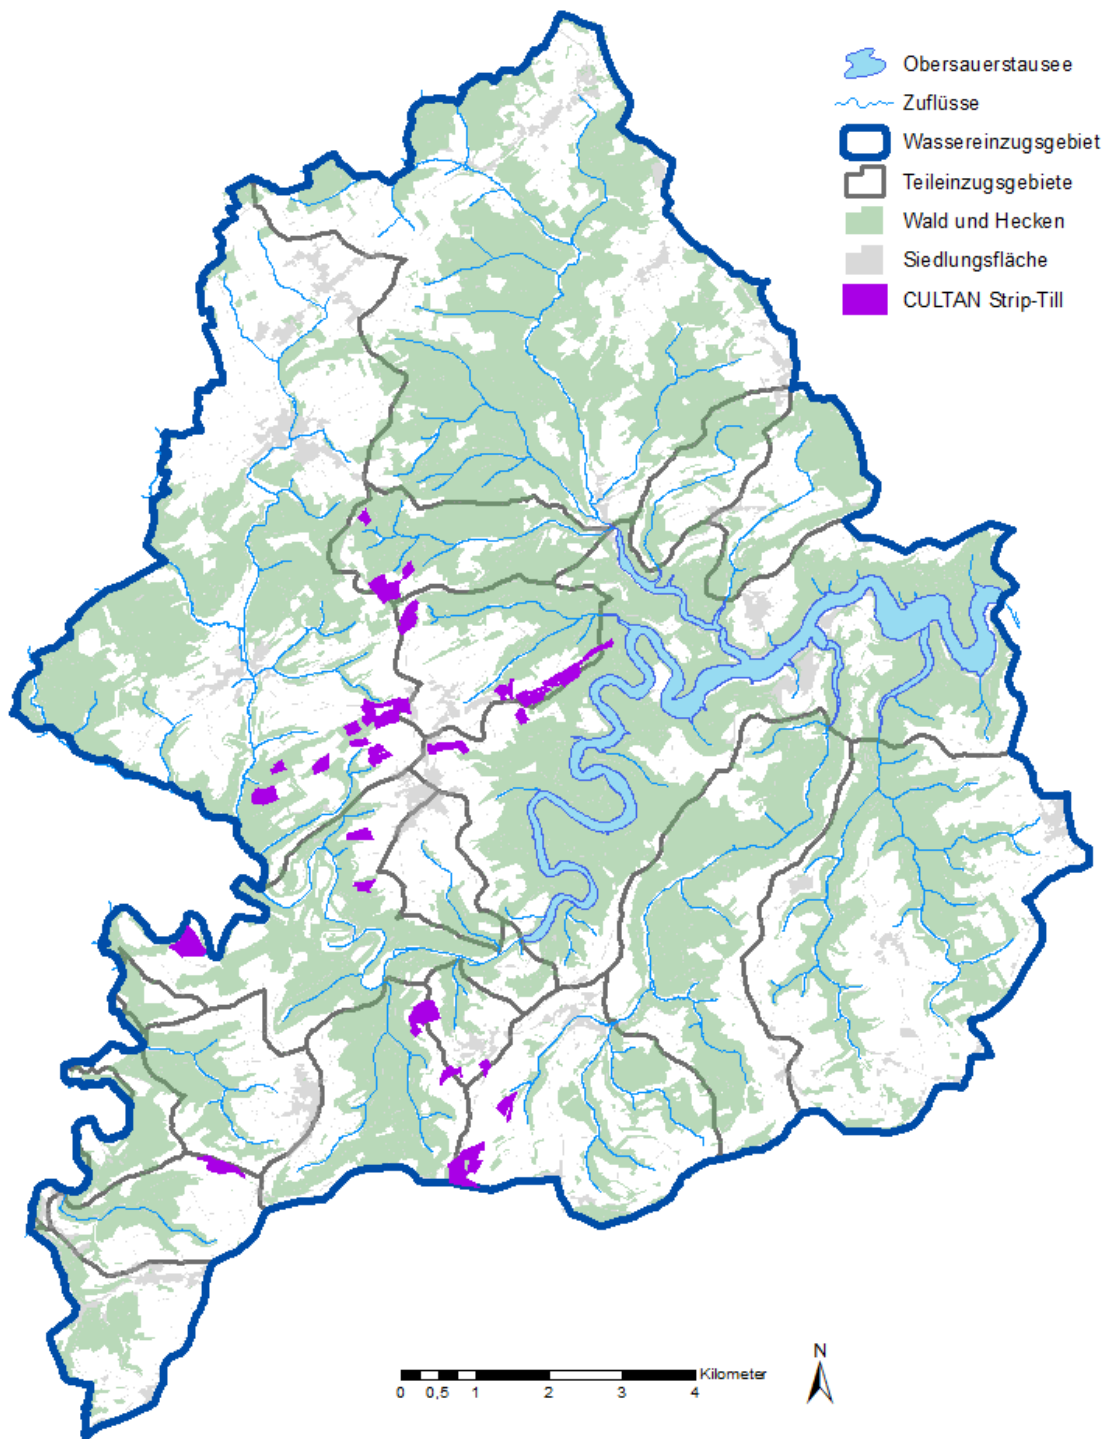 Obersauerstausee
Zuflüsse
Wassereinzugsgebiet
Teileinzugsgebiete
Wald und Hecken
Siedlungsfläche
CULTAN Strip-Till
N
Kilometer
0 0,5 1 2 3 4